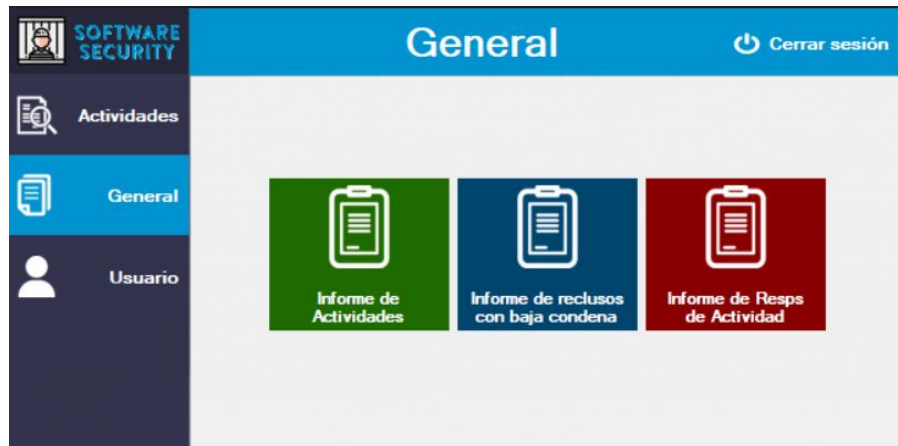 SOFTWARE
SECURITY
General
Cerrar sesión
Actividades
General
Usuario
Informe de
Actividades
Informe de reclusos
con baja condena
Informe de Resps
de Actividad